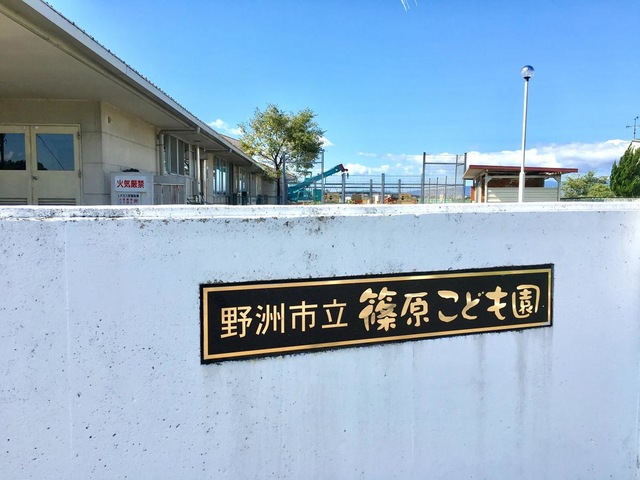 火気厳禁
野洲市立 篠原こども園